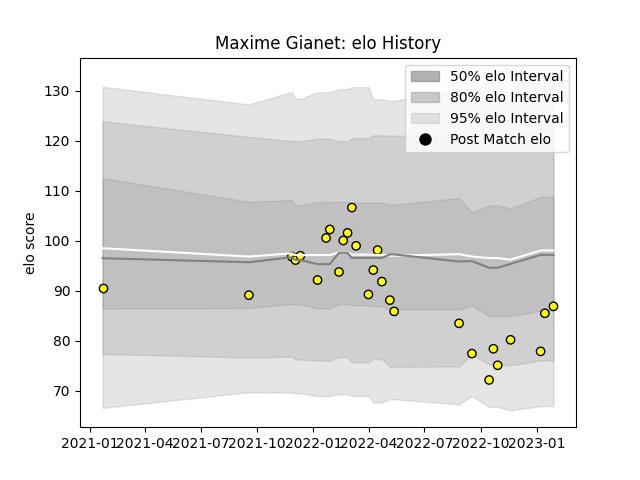 Maxime Gianet: elo History
50% elo Interval
80% elo Interval
95% elo Interval
Post Match elo
elo score
130
120
110
100
90
80
70
2021-01 2021-04 2021-07 2021-10 2022-01 2022-04 2022-07 2022-10 2023-01